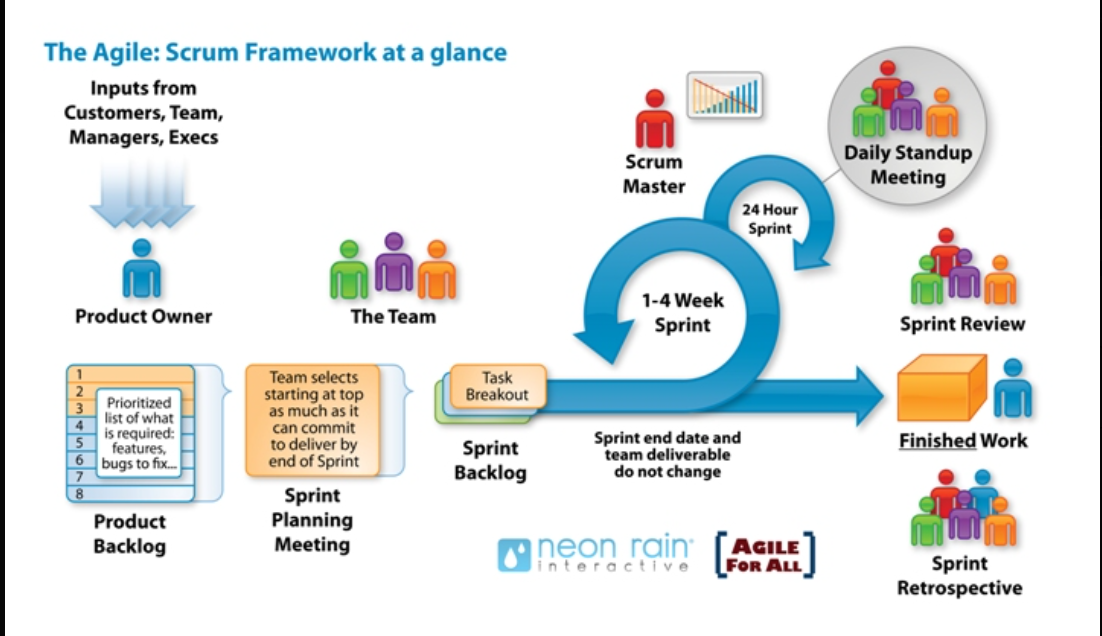 The Agile: Scrum Framework at a glance
Inputs from
Customers, Team,
Managers, Execs
Product Owner
The Team
Scrum
Master
Daily Standup
Meeting
24 Hour
Sprint
1-4 Week
Sprint
Sprint Review
1
2
3
4
5
6
7
8
Prioritized
list of what
is required:
features,
bugs to fix...
Product
Backlog
Team selects
starting at top
as much as it
can commit
to deliver by
end of Sprint
Sprint
Planning
Meeting
Task
Breakout
Sprint
Backlog
Sprint end date and
team deliverable
do not change
Finished Work
Sprint
Retrospective
neon rain
interactive
AGILE
FOR ALL